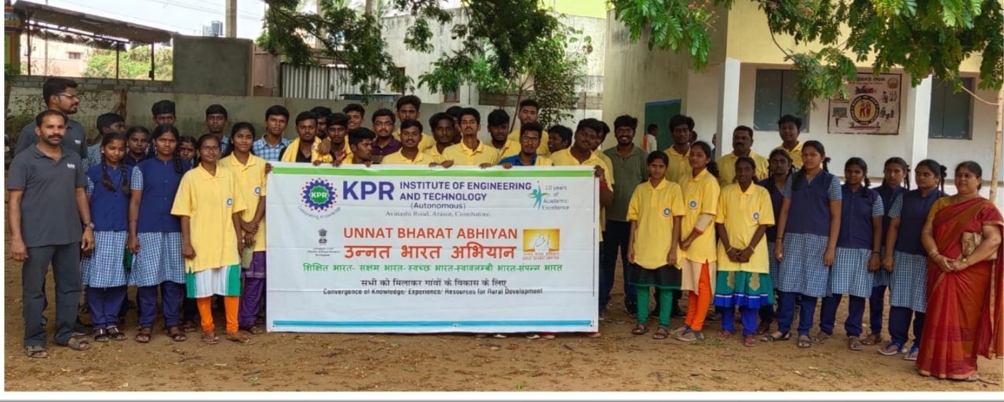 KPR
KPR INSTITUTE OF ENGINEERING
AND TECHNOLOGY
(Autonomous)
Avinashi Road, Arasur, Coimbatore.
10 years
of
Academic
Excellence
UNNAT BHARAT ABHIYAN
उन्नत भारत अभियान
शिक्षित भारत- सक्षम भारत-स्वच्छ भारत-स्वावलम्बी भारत-संपन्न भारत
सभी को मिलाकर गांवों के विकास के लिए
Convergence of Knowledge/ Experience/ Resources for Rural Development